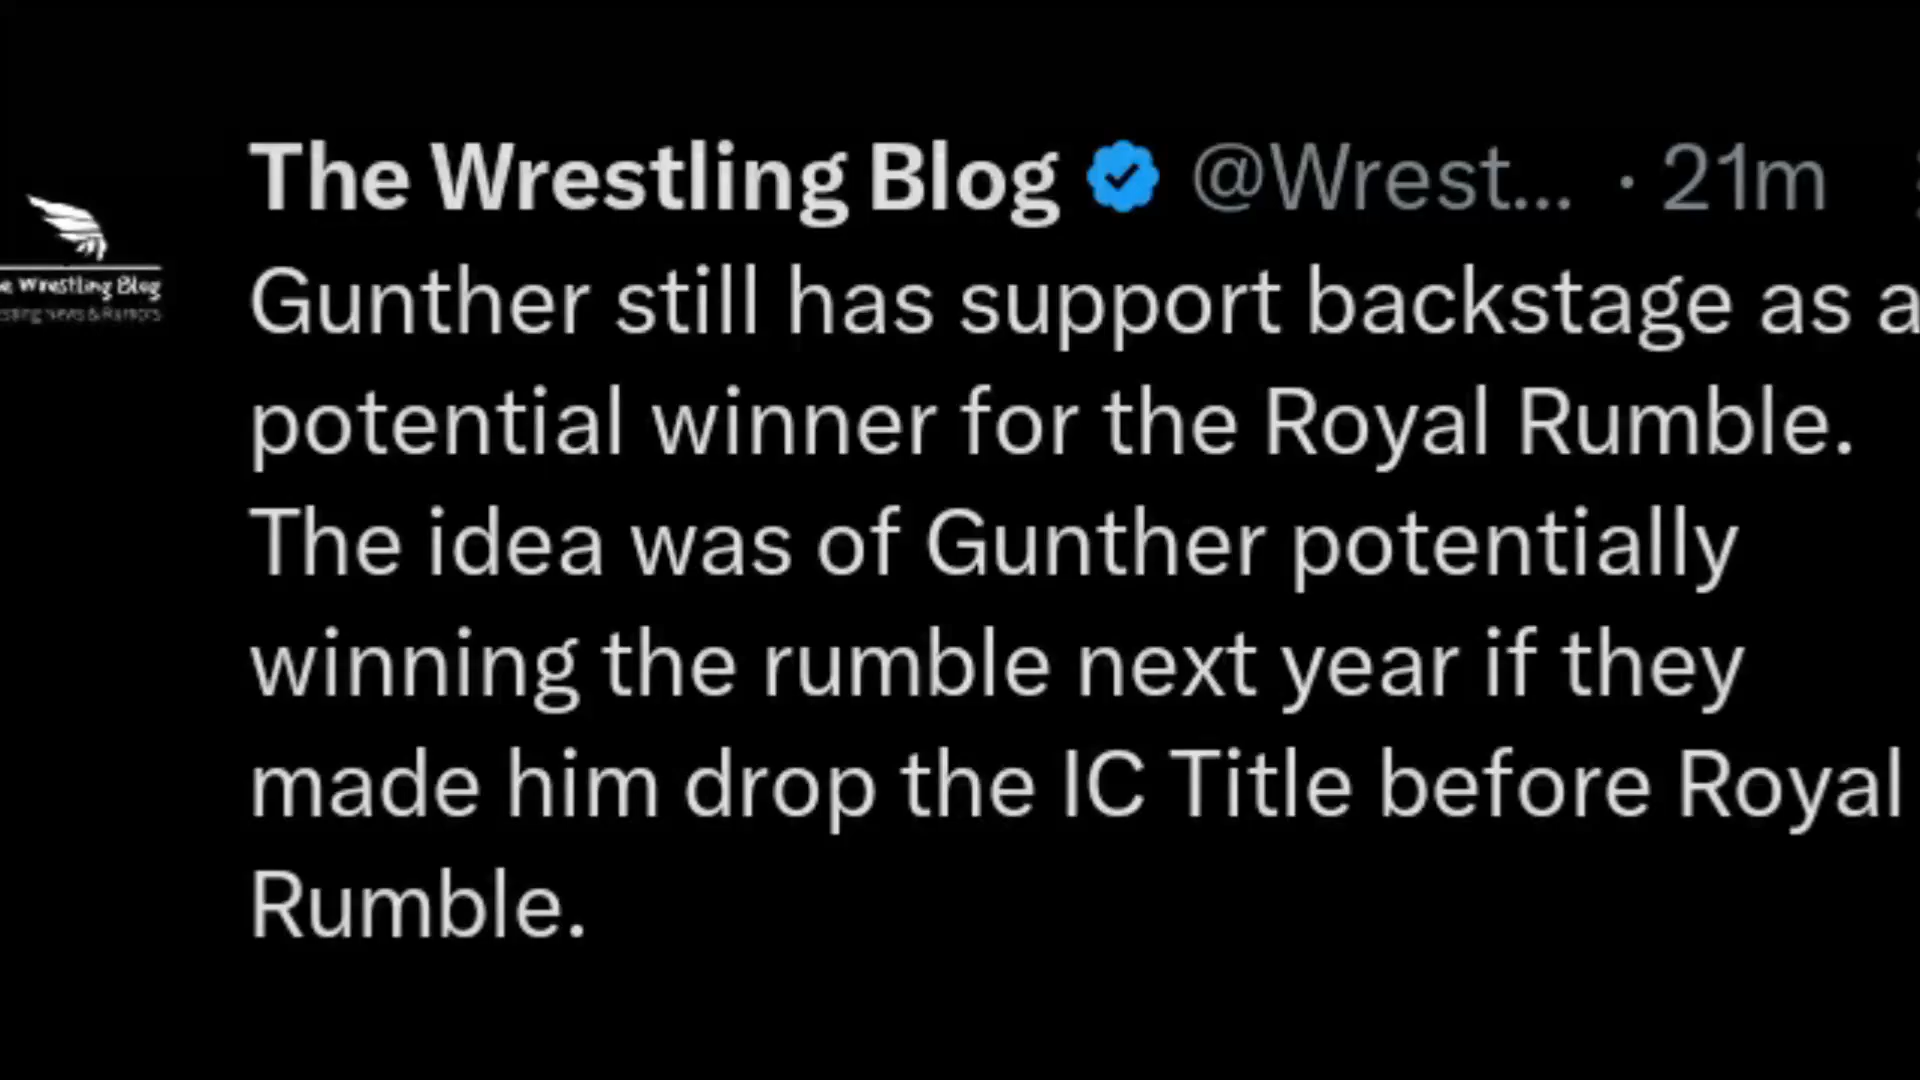 The Wrestling Blog @Wrest... · 21m
Wrestling Blog
Gunther still has support backstage as a
potential winner for the Royal Rumble.
The idea was of Gunther potentially
winning the rumble next year if they
made him drop the IC Title before Royal
Rumble.